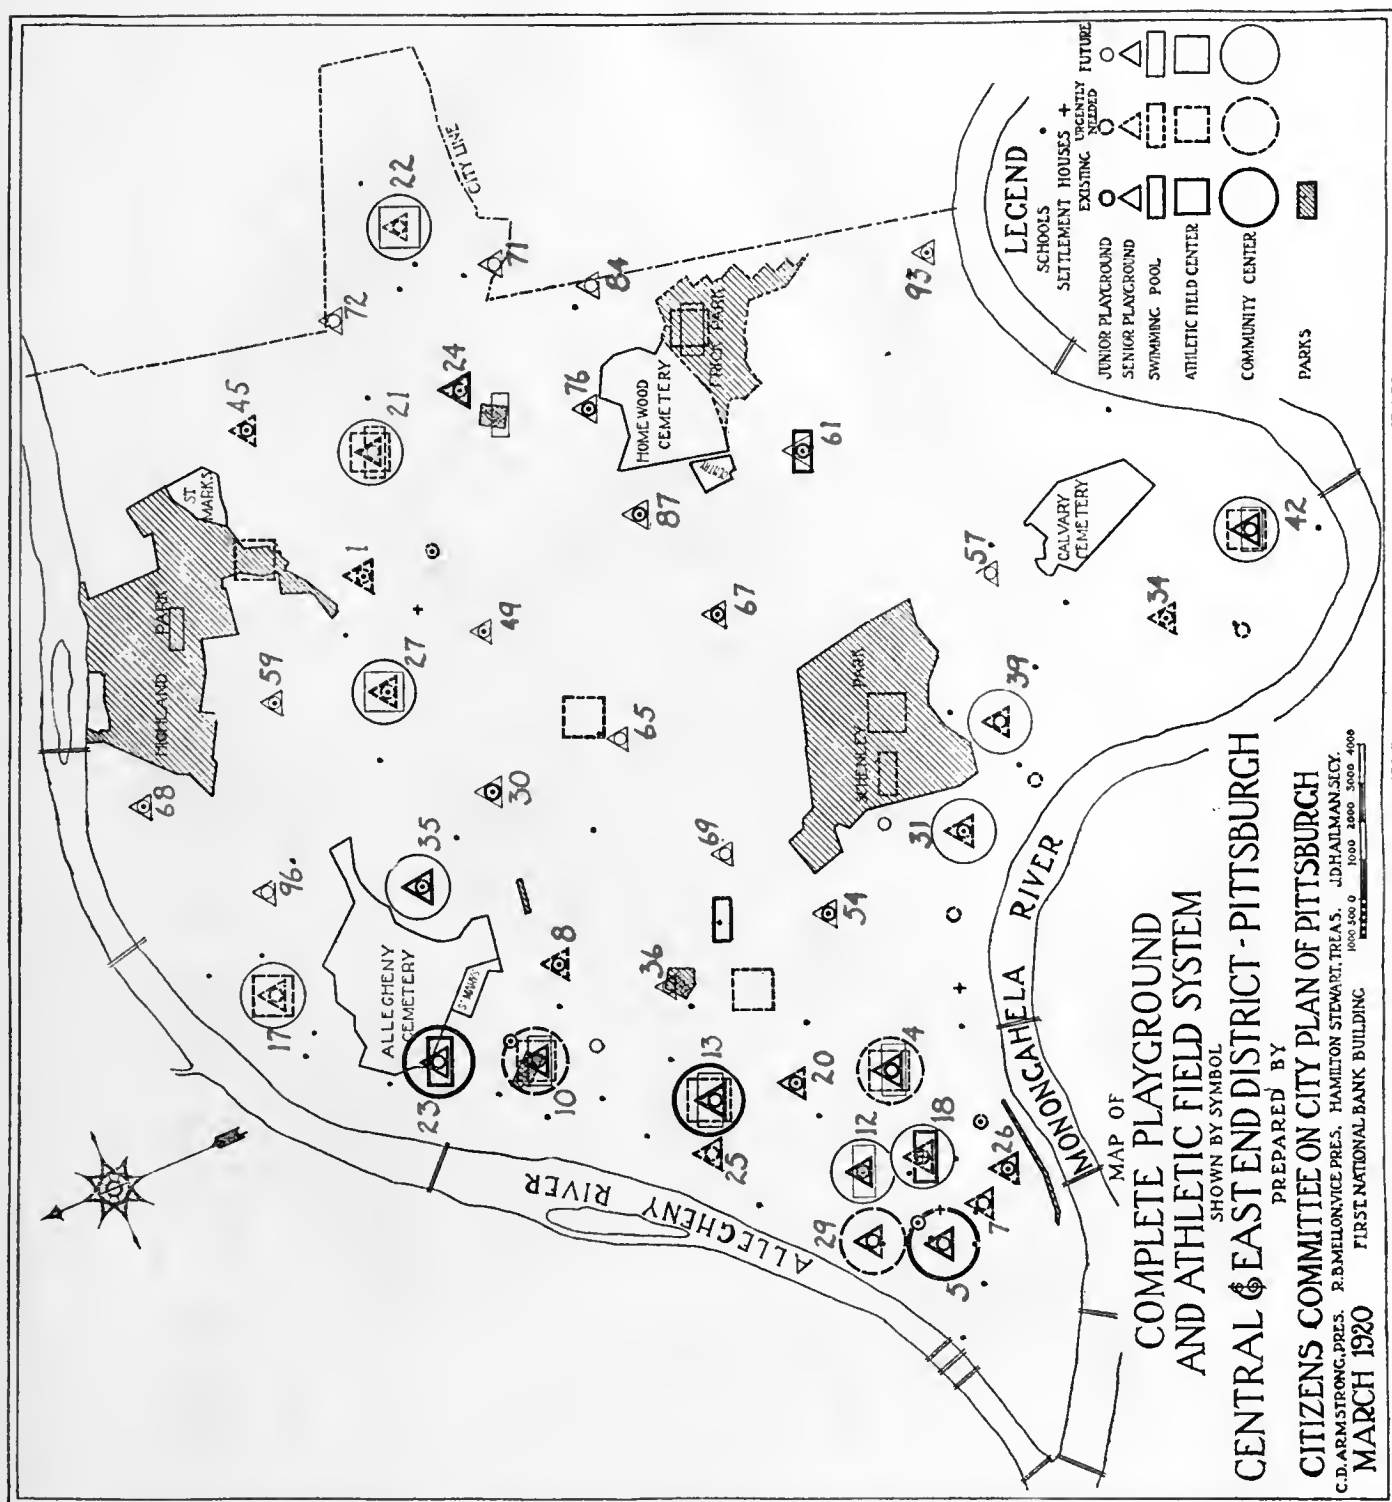 MAP OF
COMPLETE PLAYGROUND
AND ATHLETIC FIELD SYSTEM
SHOWN BY SYMBOL
CENTRAL & EAST END DISTRICT - PITTSBURGH
PREPARED BY
CITIZENS COMMITTEE ON CITY PLAN OF PITTSBURGH
C.D. ARMSTRONG, PRES. R.B. MELLON, VICE PRES. HAMILTON STEWART, TREAS. J.D. HAILMAN, SECY.
MARCH 1920
FIRST NATIONAL BANK BUILDING
1000 500 0 1000 2000 3000 4000
LEGEND
SCHOOLS
SETTLEMENT HOUSES +
EXISTING
URGENTLY NEEDED
FUTURE
JUNIOR PLAYGROUND
SENIOR PLAYGROUND
SWIMMING POOL
ATHLETIC FIELD CENTER
COMMUNITY CENTER
PARKS
ALLEGHENY RIVER
MONONGAHELA RIVER
CITY LINE
HIGHLAND PARK
ST MARKS
ALLEGHENY
CEMETERY
HOMEWOOD
CEMETERY
FRICK PARK
SCHENLEY PARK
CALVARY
CEMETERY
22
72
71
84
93
45
21
24
76
61
1
87
57
42
59
27
49
67
34
68
65
39
30
96
35
69
31
54
17
8
36
23
10
13
20
4
25
12
18
26
29
5
7